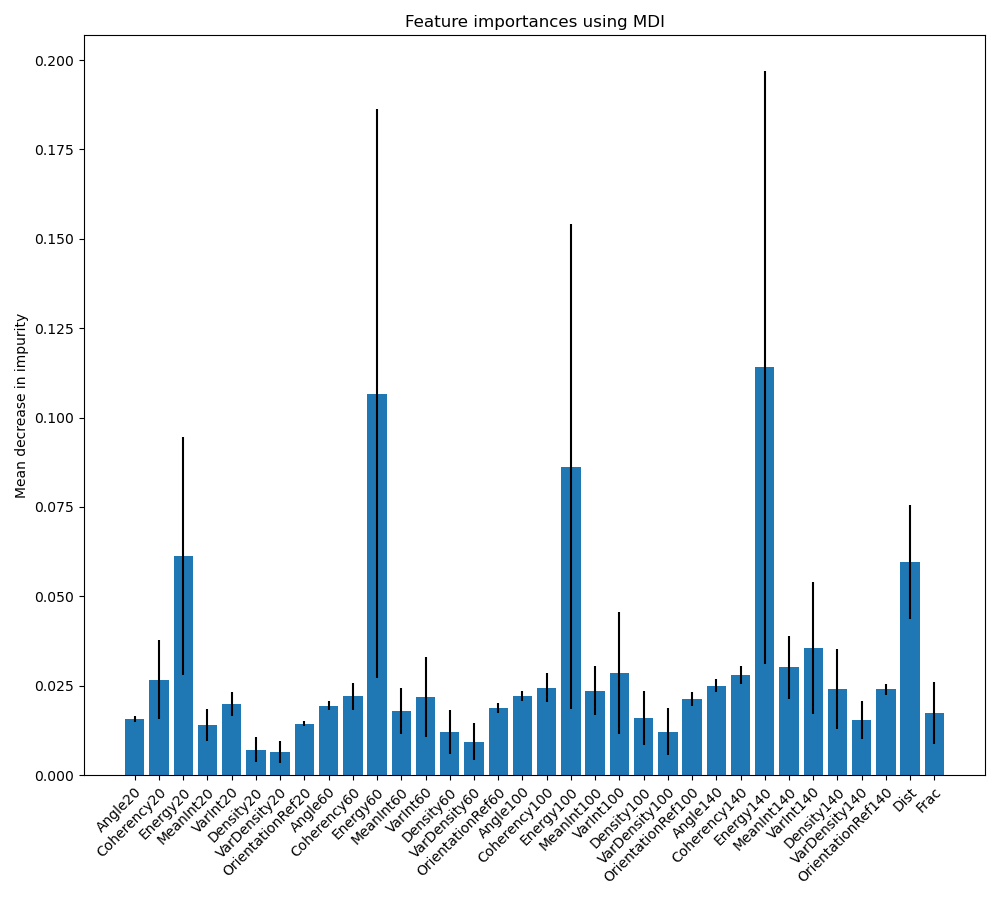 Feature importances using MDI
Mean decrease in impurity
0.200
0.175
0.150
0.125
0.100
0.075
0.050
0.025
0.000
Angle20
Coherency20
Energy20
MeanInt20
VarInt20
Density20
VarDensity20
OrientationRef20
Angle60
Coherency60
Energy60
MeanInt60
VarInt60
Density60
VarDensity60
OrientationRef60
Angle100
Coherency100
Energy100
MeanInt100
VarInt100
Density100
VarDensity100
OrientationRef100
Angle140
Coherency140
Energy140
MeanInt140
VarInt140
Density140
VarDensity140
OrientationRef140
Dist
Frac